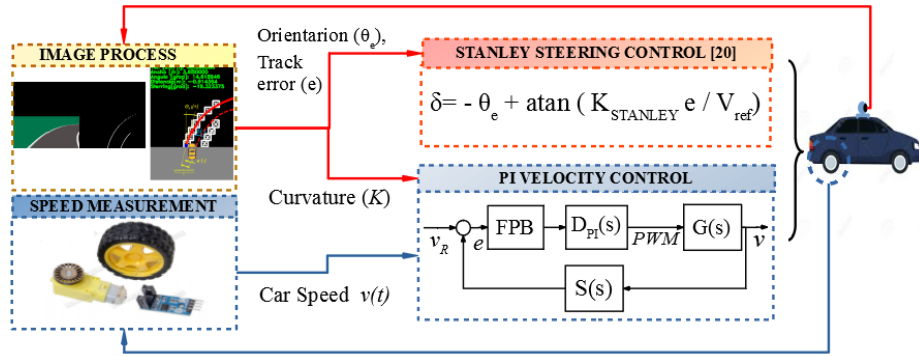 IMAGE PROCESS
Orientarion (θe),
Track
error (e)
STANLEY STEERING CONTROL [20]
δ= - θe + atan ( KSTANLEY e / Vref)
Curvature (K)
PI VELOCITY CONTROL
SPEED MEASUREMENT
vR
e
FPB
DPI(s)
PWM
G(s)
v
S(s)
Car Speed v(t)